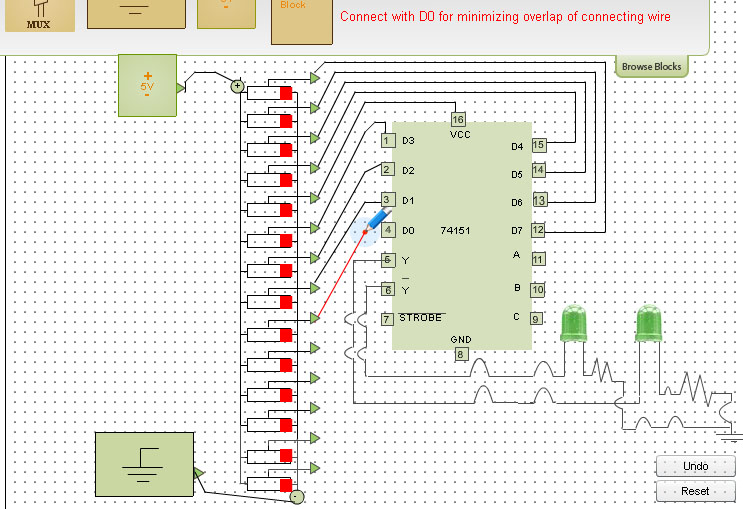 MUX
5V
Block
Connect with D0 for minimizing overlap of connecting wire
Browse Blocks
+
5V
-
+
16
VCC
1 D3
D4 15
2 D2
D5 14
3 D1
D6 13
4 D0
74151
D7 12
5 Y
A 11
6 Y
B 10
7 STROBE
C 9
GND
8
Undo
Reset
-